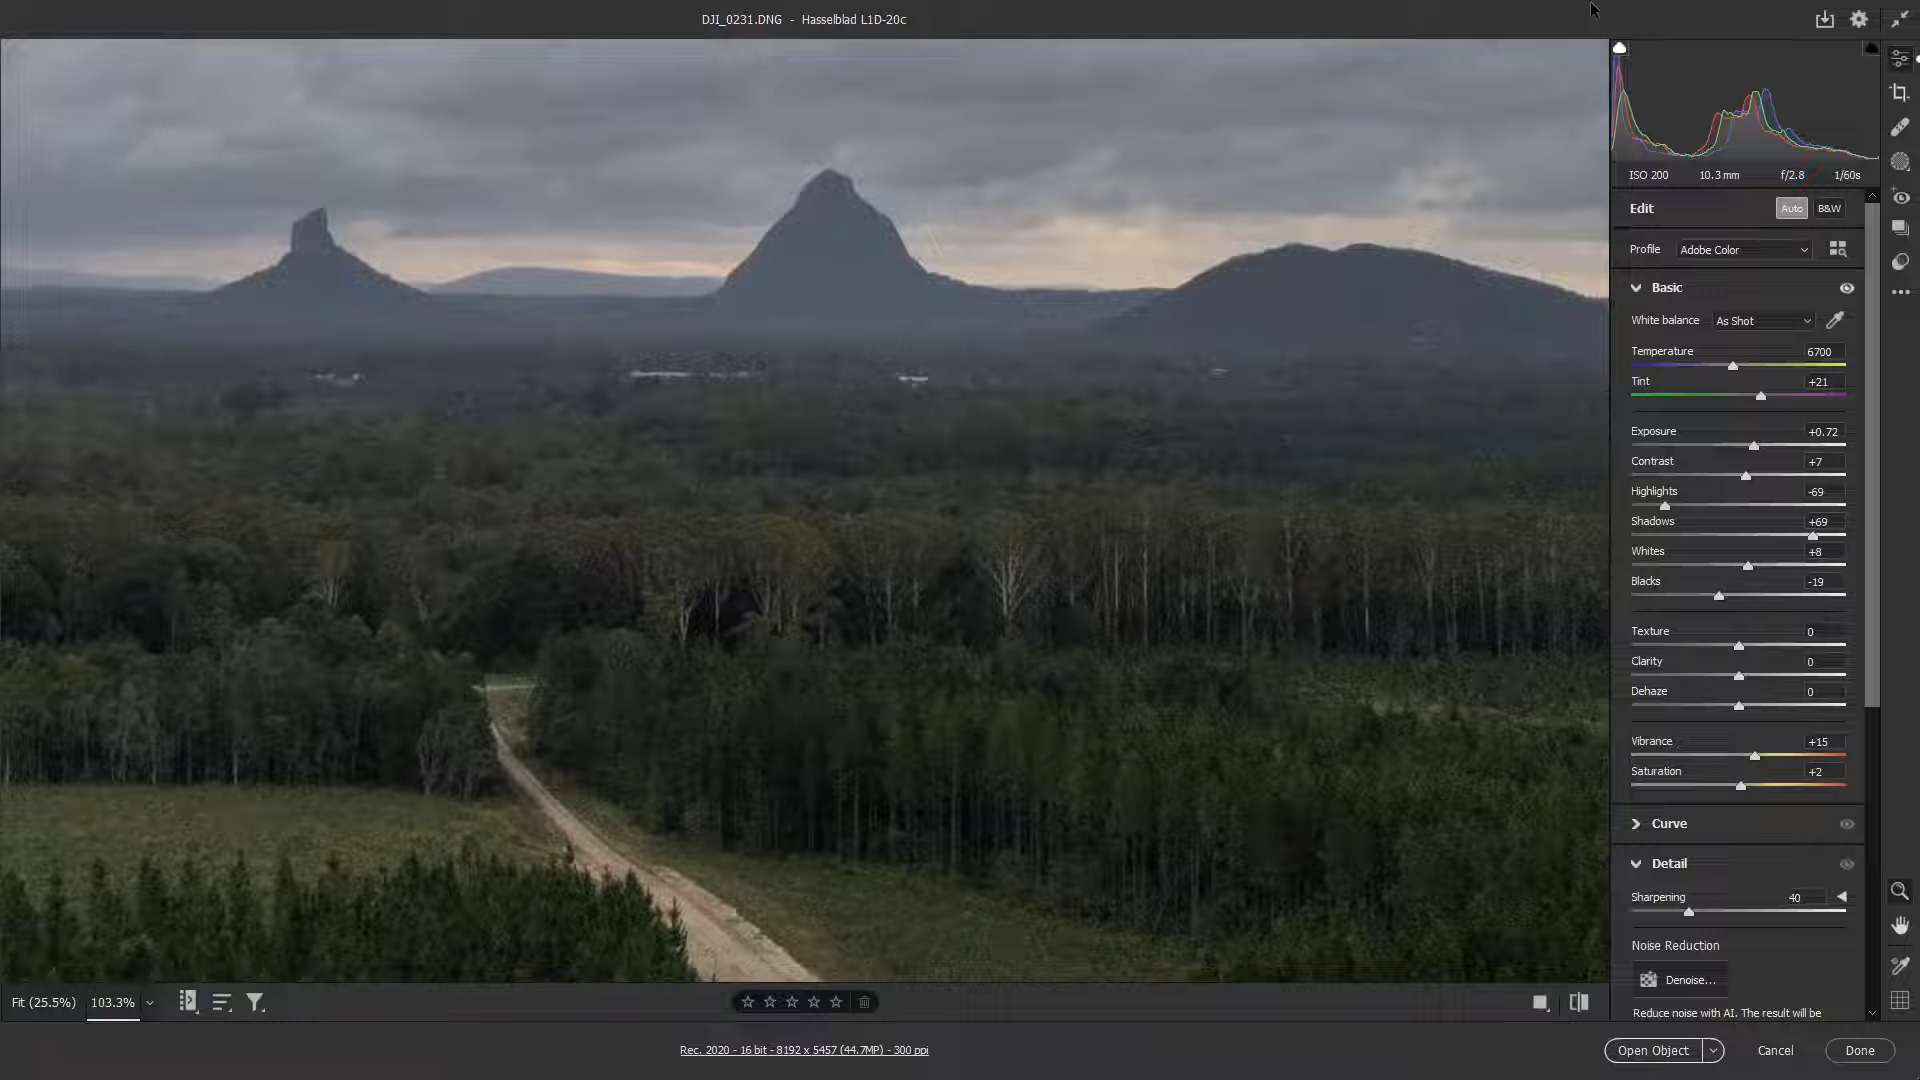 DJI_0231.DNG - Hasselblad L1D-20c
ISO 200 10.3 mm f/2.8 1/60s
Edit Auto B&W
Profile Adobe Color
Basic
White balance As Shot
Temperature 6700
Tint +21
Exposure +0.72
Contrast +7
Highlights -69
Shadows +69
Whites +8
Blacks -19
Texture 0
Clarity 0
Dehaze 0
Vibrance +15
Saturation +2
Curve
Detail
Sharpening 40
Noise Reduction
Denoise...
Reduce noise with AI. The result will be
Fit (25.5%) 103.3%
Rec. 2020 - 16 bit - 8192 x 5457 (44.7MP) - 300 ppi
Open Object Cancel Done